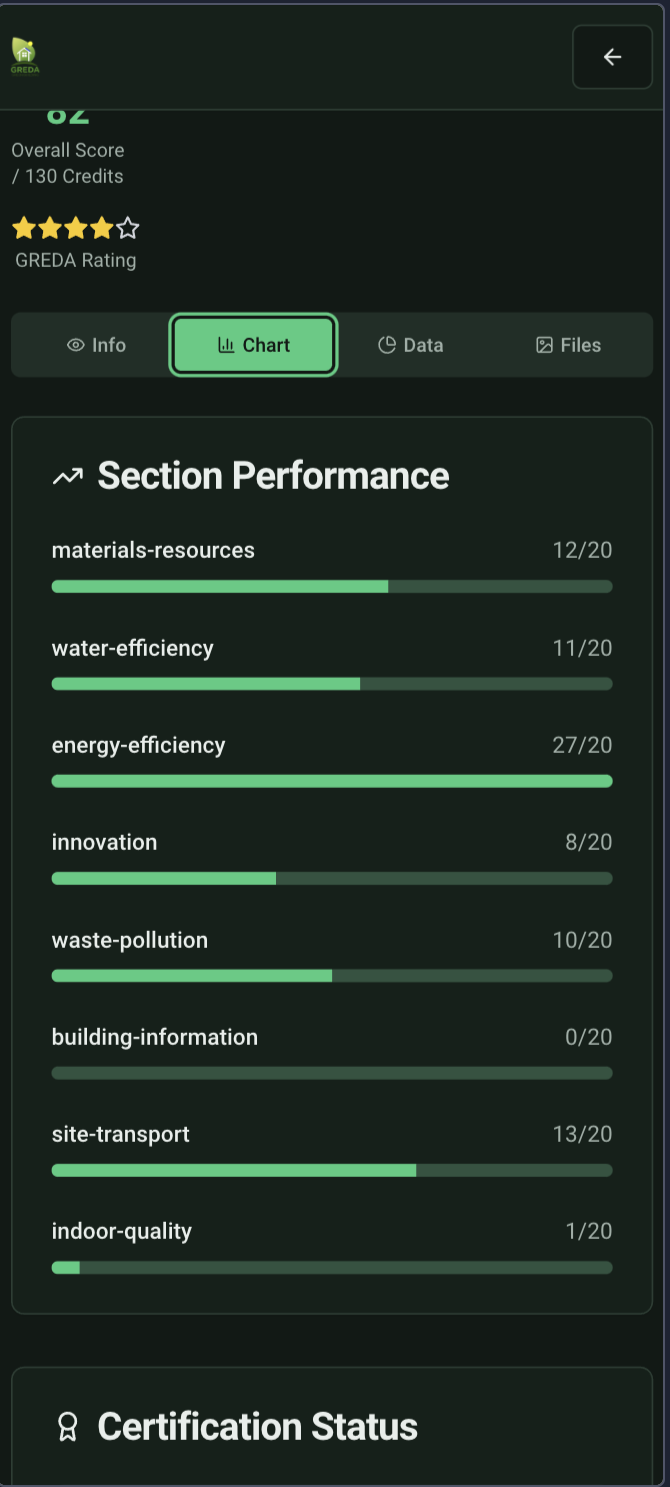 GREDA
82
Overall Score
/ 130 Credits
GREDA Rating
Info
Chart
Data
Files
Section Performance
materials-resources 12/20
water-efficiency 11/20
energy-efficiency 27/20
innovation 8/20
waste-pollution 10/20
building-information 0/20
site-transport 13/20
indoor-quality 1/20
Certification Status